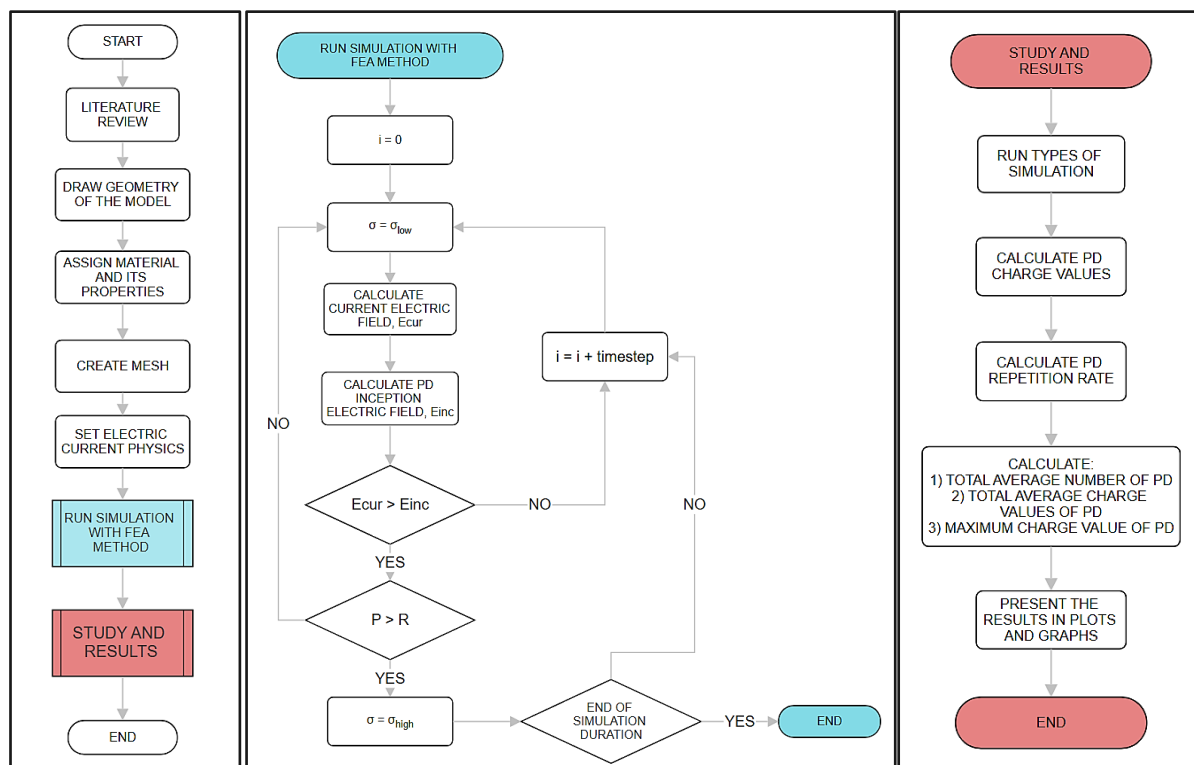 START
LITERATURE
REVIEW
DRAW GEOMETRY
OF THE MODEL
ASSIGN MATERIAL
AND ITS
PROPERTIES
CREATE MESH
SET ELECTRIC
CURRENT PHYSICS
RUN SIMULATION
WITH FEA
METHOD
STUDY AND
RESULTS
END
RUN SIMULATION WITH
FEA METHOD
i = 0
σ = σlow
CALCULATE
CURRENT ELECTRIC
FIELD, Ecur
i = i + timestep
CALCULATE PD
INCEPTION
ELECTRIC FIELD, Einc
NO
Ecur > Einc
NO
NO
YES
P > R
YES
σ = σhigh
END OF
SIMULATION
DURATION
YES
END
STUDY AND
RESULTS
RUN TYPES OF
SIMULATION
CALCULATE PD
CHARGE VALUES
CALCULATE PD
REPETITION RATE
CALCULATE:
1) TOTAL AVERAGE NUMBER OF PD
2) TOTAL AVERAGE CHARGE
VALUES OF PD
3) MAXIMUM CHARGE VALUE OF PD
PRESENT THE
RESULTS IN PLOTS
AND GRAPHS
END